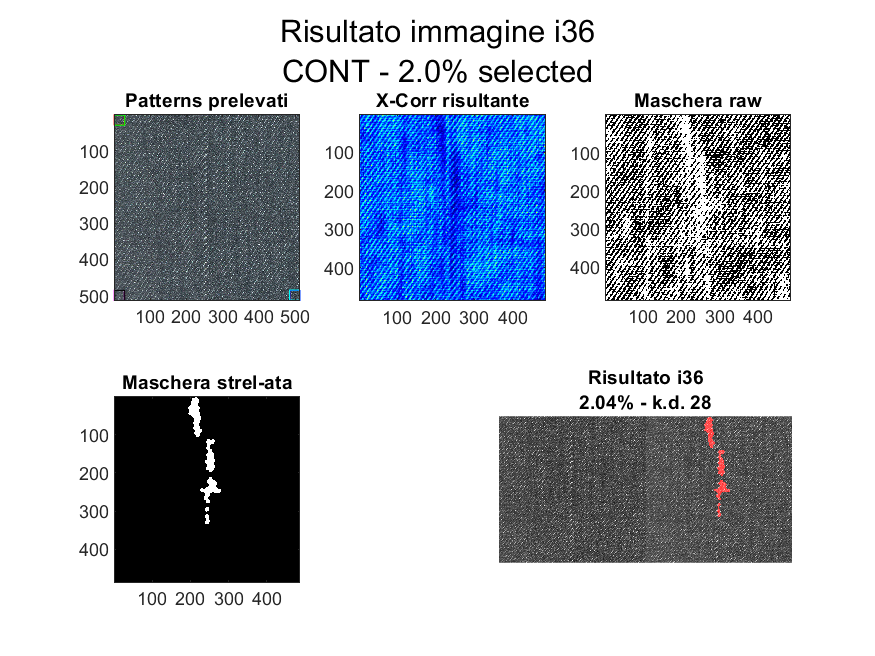 Risultato immagine i36
CONT - 2.0% selected
Patterns prelevati
100
200
300
400
500
100 200 300 400 500
X-Corr risultante
100
200
300
400
100 200 300 400
Maschera raw
100
200
300
400
100 200 300 400
Maschera strel-ata
100
200
300
400
100 200 300 400
Risultato i36
2.04% - k.d. 28